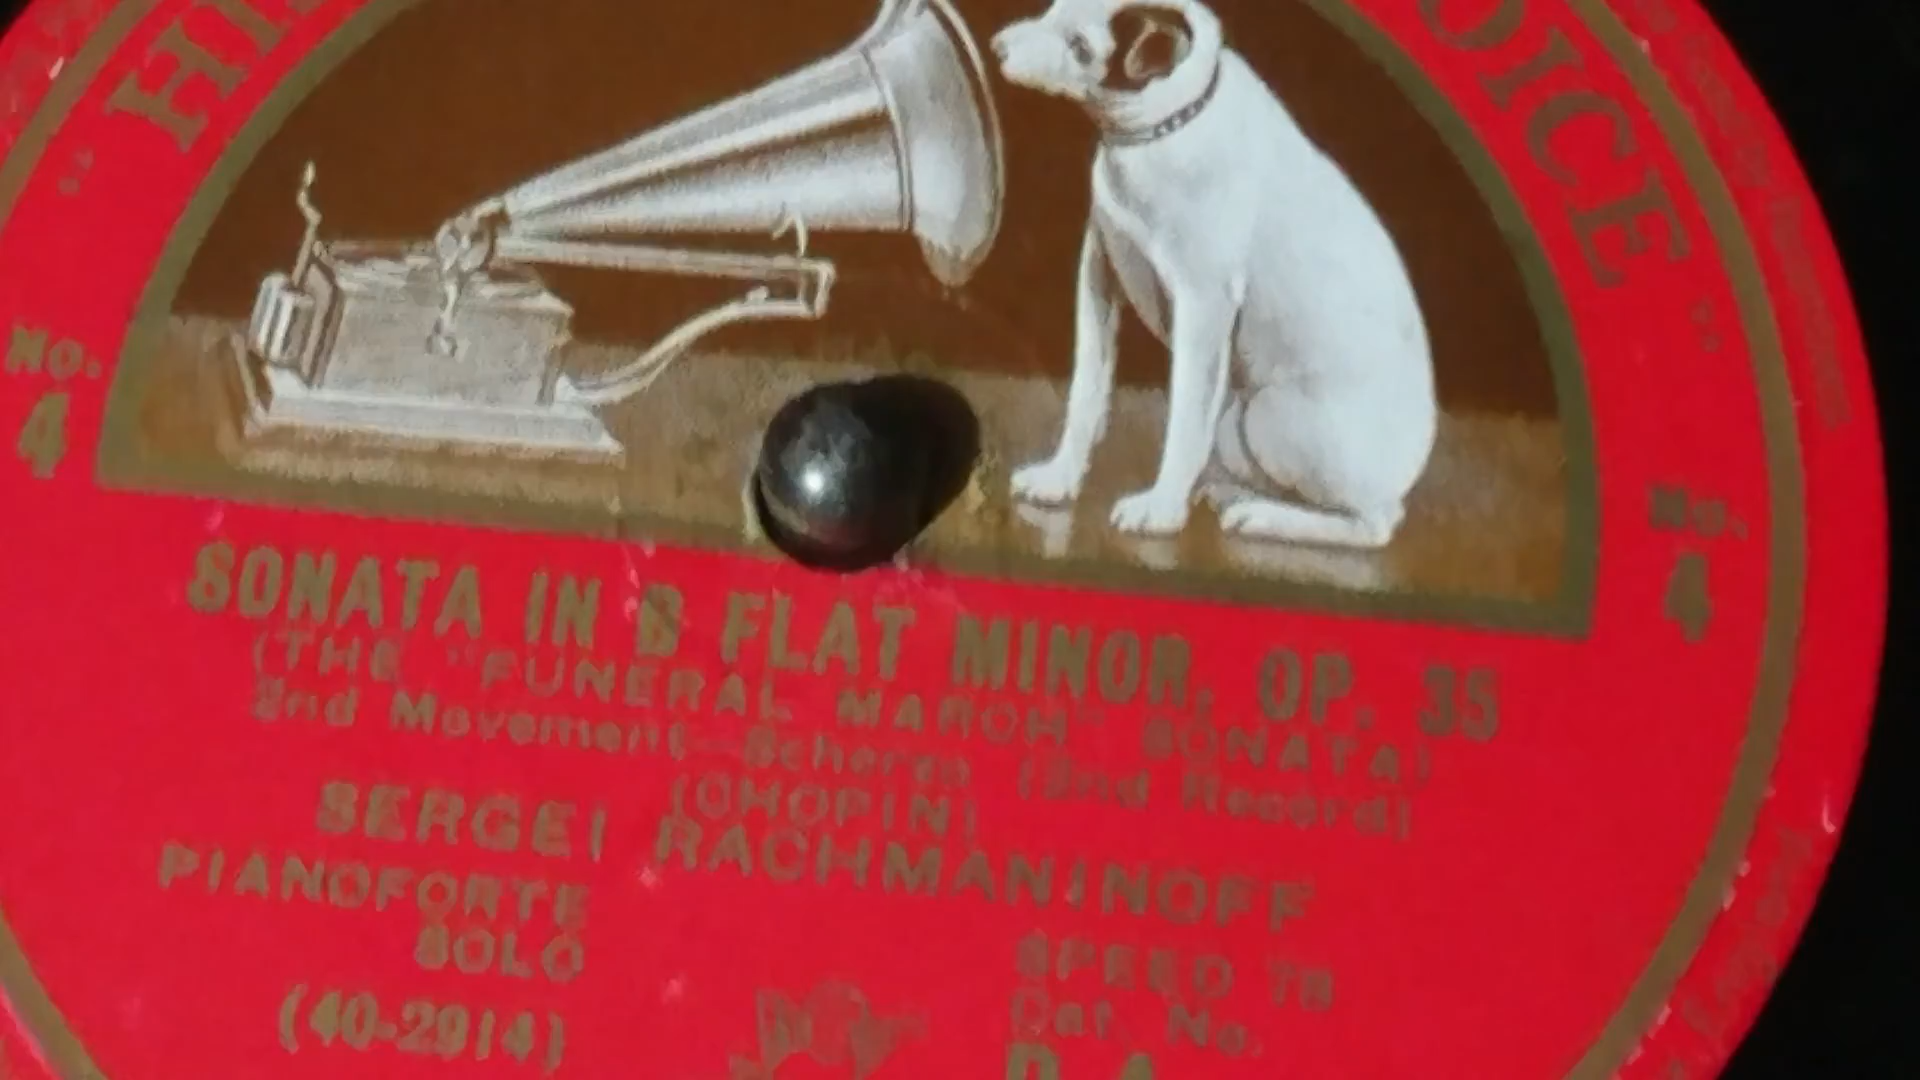 "HIS
VOICE"
No.
4
No.
4
SONATA IN B FLAT MINOR, OP. 35
(THE "FUNERAL MARCH" SONATA)
2nd Movement—Scherzo (2nd Record)
(CHOPIN)
SERGEI RACHMANINOFF
PIANOFORTE
SOLO
SPEED 78
(40-2914)
Cat. No.